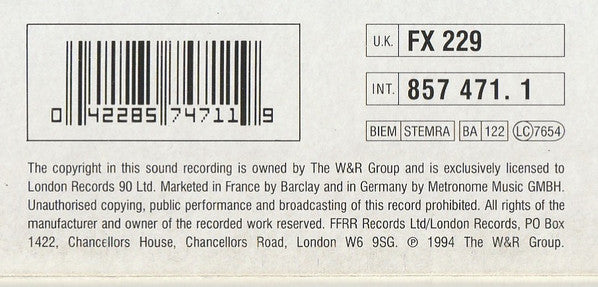 U.K. FX 229
INT. 857 471. 1
0 42285 74711 9
BIEM STEMRA BA 122 LC 7654
The copyright in this sound recording is owned by The W&R Group and is exclusively licensed to
London Records 90 Ltd. Marketed in France by Barclay and in Germany by Metronome Music GMBH.
Unauthorised copying, public performance and broadcasting of this record prohibited. All rights of the
manufacturer and owner of the recorded work reserved. FFRR Records Ltd/London Records, PO Box
1422, Chancellors House, Chancellors Road, London W6 9SG. ℗ 1994 The W&R Group.